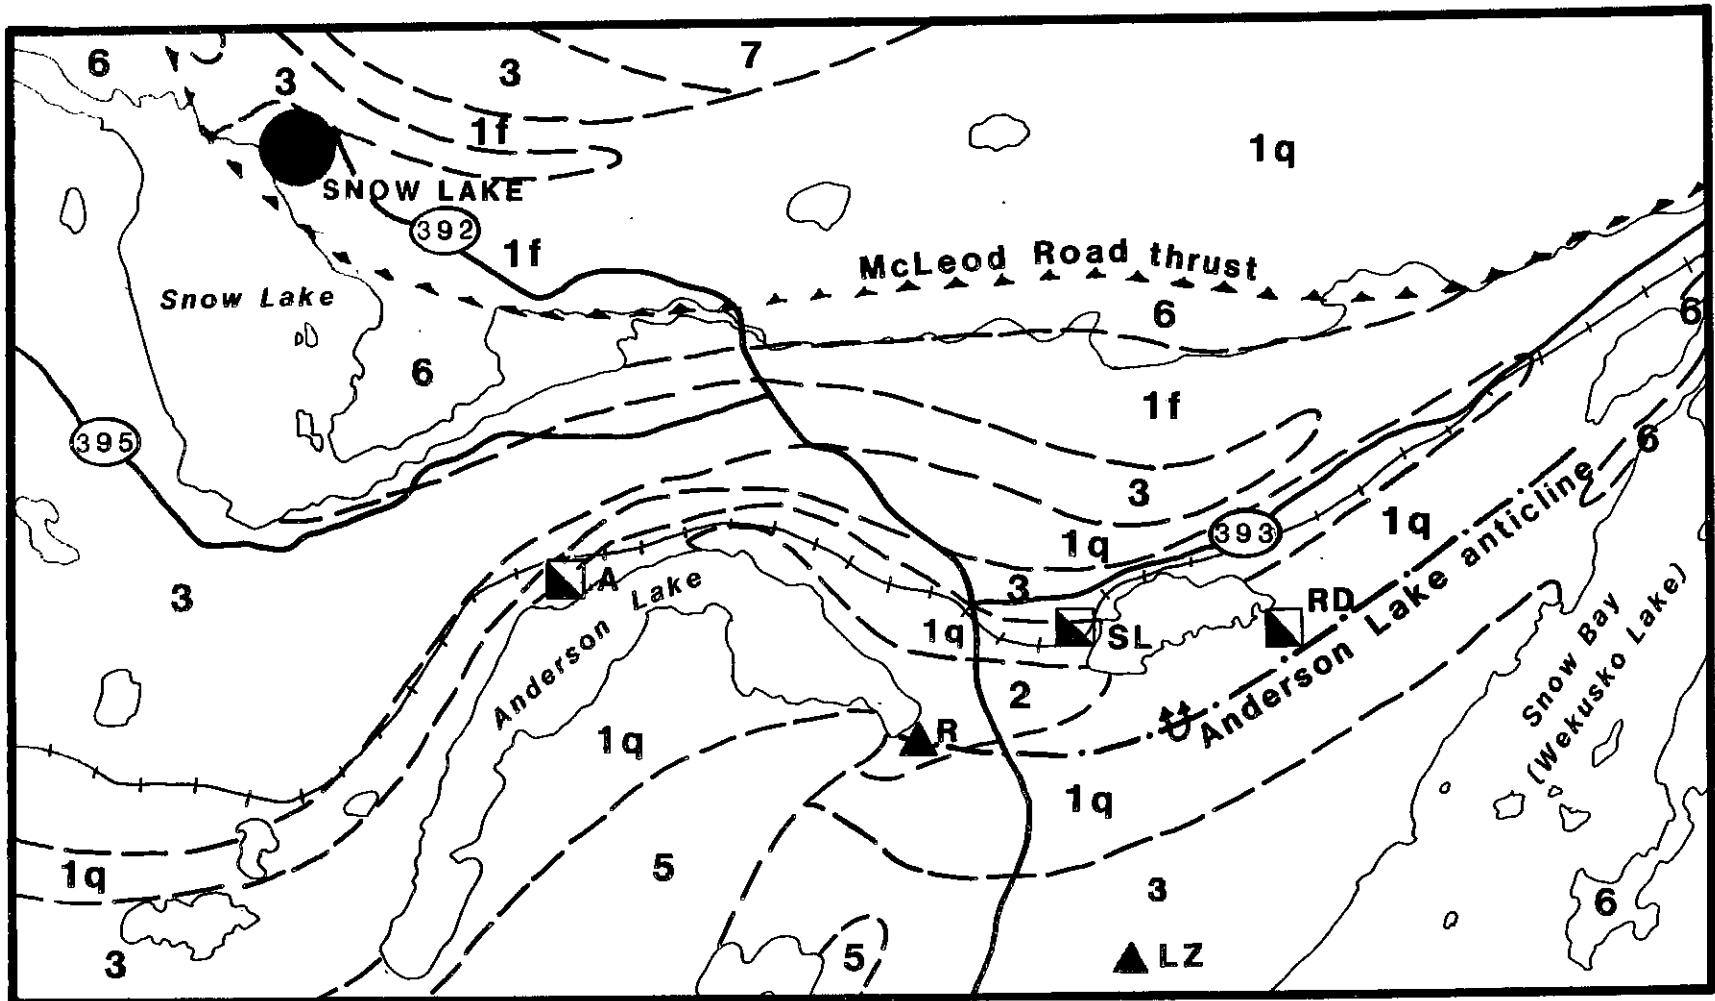 6
3
3
7
1f
1q
SNOW LAKE
392
1f
McLeod Road thrust
Snow Lake
6
6
6
395
1f
6
3
1q
393
1q
3
A
Anderson Lake
3
1q
SL
RD
Anderson Lake anticline
2
R
1q
1q
Snow Bay
(Wekusko Lake)
1q
5
3
6
3
5
LZ